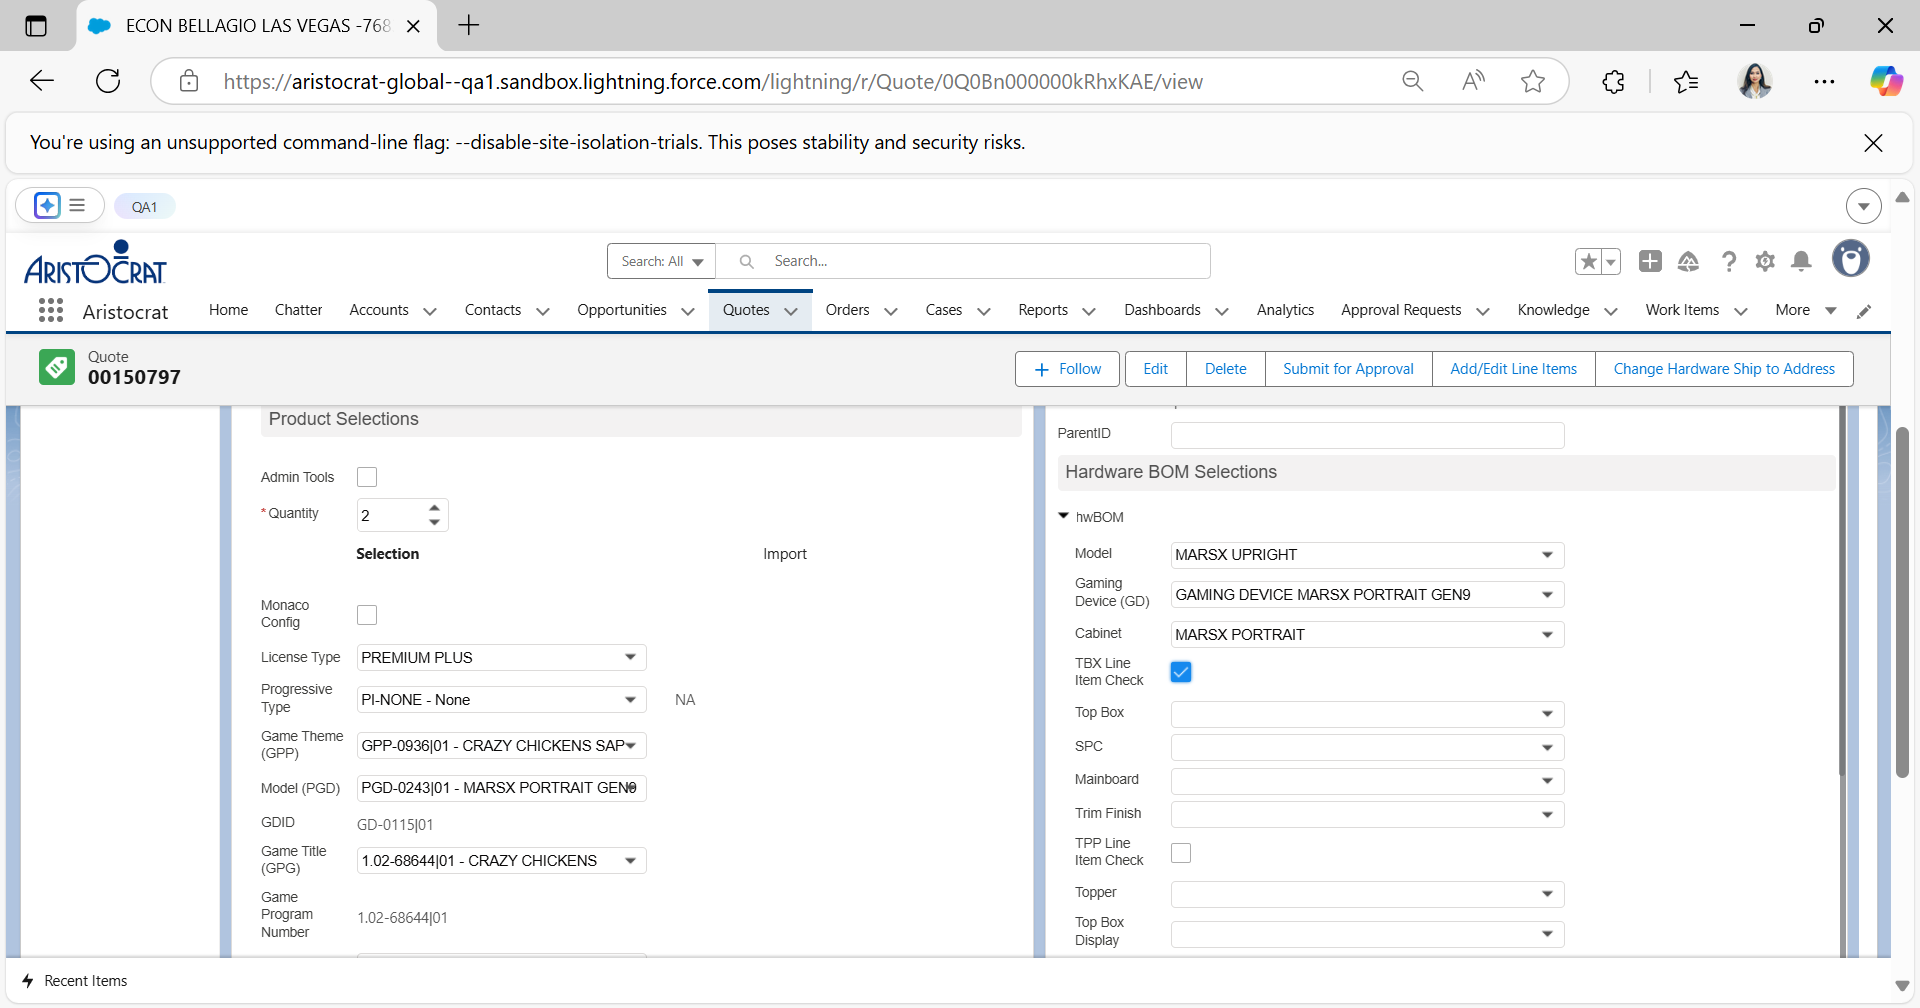 ECON BELLAGIO LAS VEGAS -768
https://aristocrat-global--qa1.sandbox.lightning.force.com/lightning/r/Quote/0Q0Bn000000kRhxKAE/view
You're using an unsupported command-line flag: --disable-site-isolation-trials. This poses stability and security risks.
QA1
ARISTOCRAT
Search: All
Search...
Aristocrat
Home
Chatter
Accounts
Contacts
Opportunities
Quotes
Orders
Cases
Reports
Dashboards
Analytics
Approval Requests
Knowledge
Work Items
More
Quote
00150797
Follow
Edit
Delete
Submit for Approval
Add/Edit Line Items
Change Hardware Ship to Address
Product Selections
Admin Tools
*Quantity
2
Selection
Import
Monaco
Config
License Type
PREMIUM PLUS
Progressive
Type
PI-NONE - None
NA
Game Theme
(GPP)
GPP-0936|01 - CRAZY CHICKENS SAP
Model (PGD)
PGD-0243|01 - MARSX PORTRAIT GEN9
GDID
GD-0115|01
Game Title
(GPG)
1.02-68644|01 - CRAZY CHICKENS
Game
Program
Number
1.02-68644|01
ParentID
Hardware BOM Selections
hwBOM
Model
MARSX UPRIGHT
Gaming
Device (GD)
GAMING DEVICE MARSX PORTRAIT GEN9
Cabinet
MARSX PORTRAIT
TBX Line
Item Check
Top Box
SPC
Mainboard
Trim Finish
TPP Line
Item Check
Topper
Top Box
Display
Recent Items